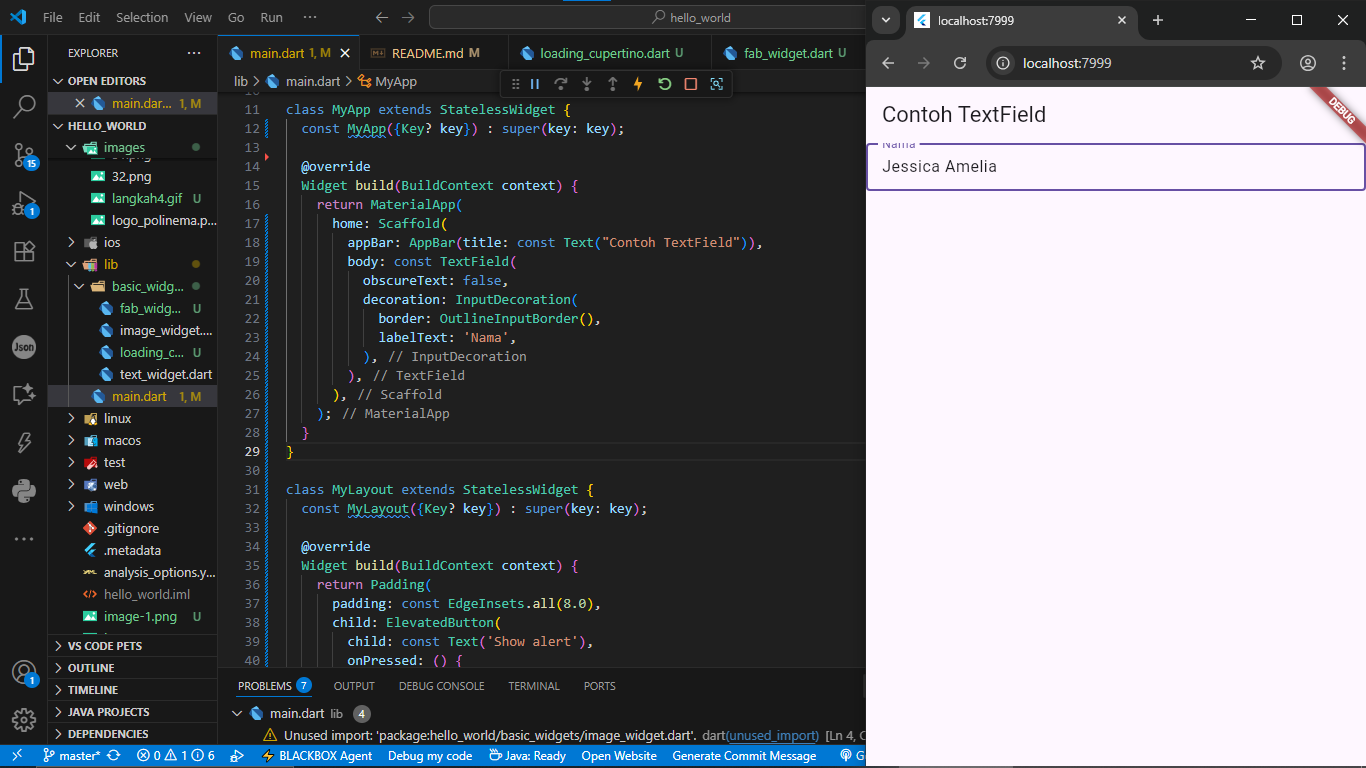 File Edit Selection View Go Run ··· hello_world
EXPLORER
OPEN EDITORS
main.dar... 1, M
HELLO_WORLD
images
32.png
langkah4.gif U
logo_polinema.p...
ios
lib
basic_widg...
fab_widg... U
image_widget....
loading_c... U
text_widget.dart
main.dart 1, M
linux
macos
test
web
windows
.gitignore
.metadata
analysis_options.y...
hello_world.iml
image-1.png U
VS CODE PETS
OUTLINE
TIMELINE
JAVA PROJECTS
DEPENDENCIES
15
1
Json
1
main.dart 1, M README.md M loading_cupertino.dart U fab_widget.dart U
lib > main.dart > MyApp
11 class MyApp extends StatelessWidget {
12 const MyApp({Key? key}) : super(key: key);
13
14 @override
15 Widget build(BuildContext context) {
16 return MaterialApp(
17 home: Scaffold(
18 appBar: AppBar(title: const Text("Contoh TextField")),
19 body: const TextField(
20 obscureText: false,
21 decoration: InputDecoration(
22 border: OutlineInputBorder(),
23 labelText: 'Nama',
24 ), // InputDecoration
25 ), // TextField
26 ), // Scaffold
27 ); // MaterialApp
28 }
29 }
30
31 class MyLayout extends StatelessWidget {
32 const MyLayout({Key? key}) : super(key: key);
33
34 @override
35 Widget build(BuildContext context) {
36 return Padding(
37 padding: const EdgeInsets.all(8.0),
38 child: ElevatedButton(
39 child: const Text('Show alert'),
40 onPressed: () {
PROBLEMS 7 OUTPUT DEBUG CONSOLE TERMINAL PORTS
main.dart lib 4
Unused import: 'package:hello_world/basic_widgets/image_widget.dart'. dart(unused_import) [Ln 4, C
master* 0 1 6 BLACKBOX Agent Debug my code Java: Ready Open Website Generate Commit Message G
localhost:7999
localhost:7999
Contoh TextField
DEBUG
Nama
Jessica Amelia